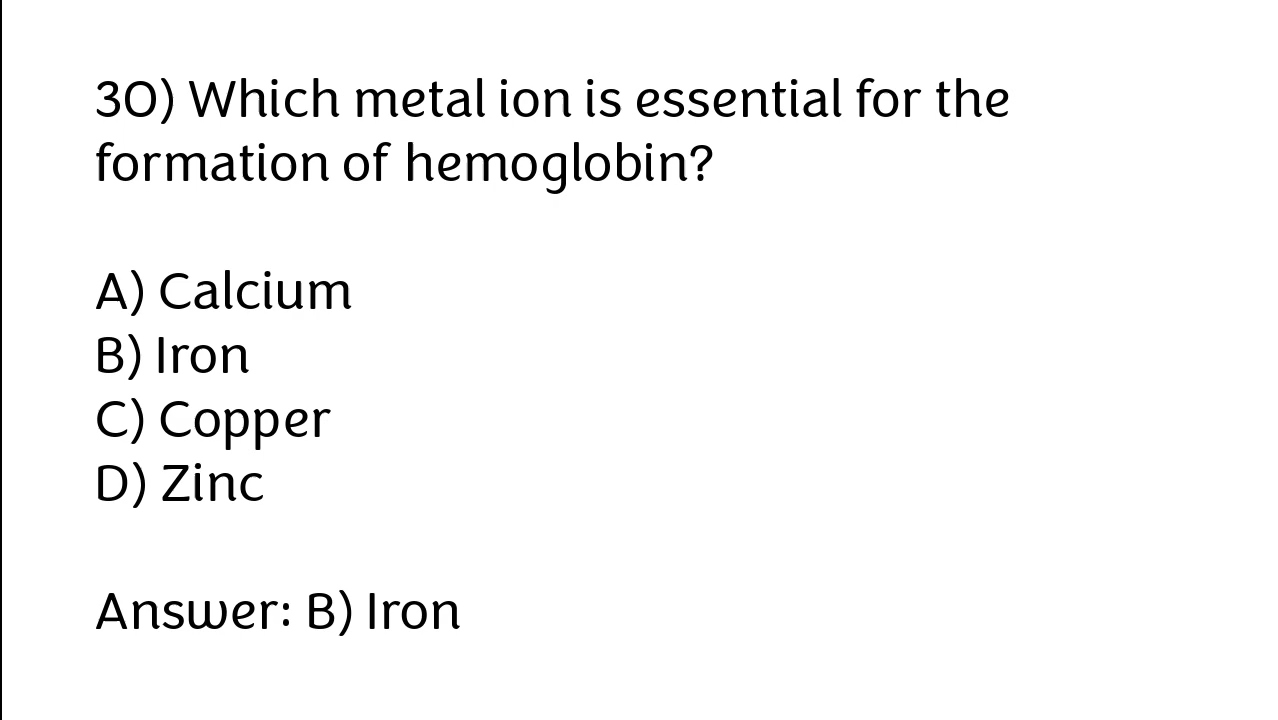 30) Which metal ion is essential for the
formation of hemoglobin?
A) Calcium
B) Iron
C) Copper
D) Zinc
Answer: B) Iron